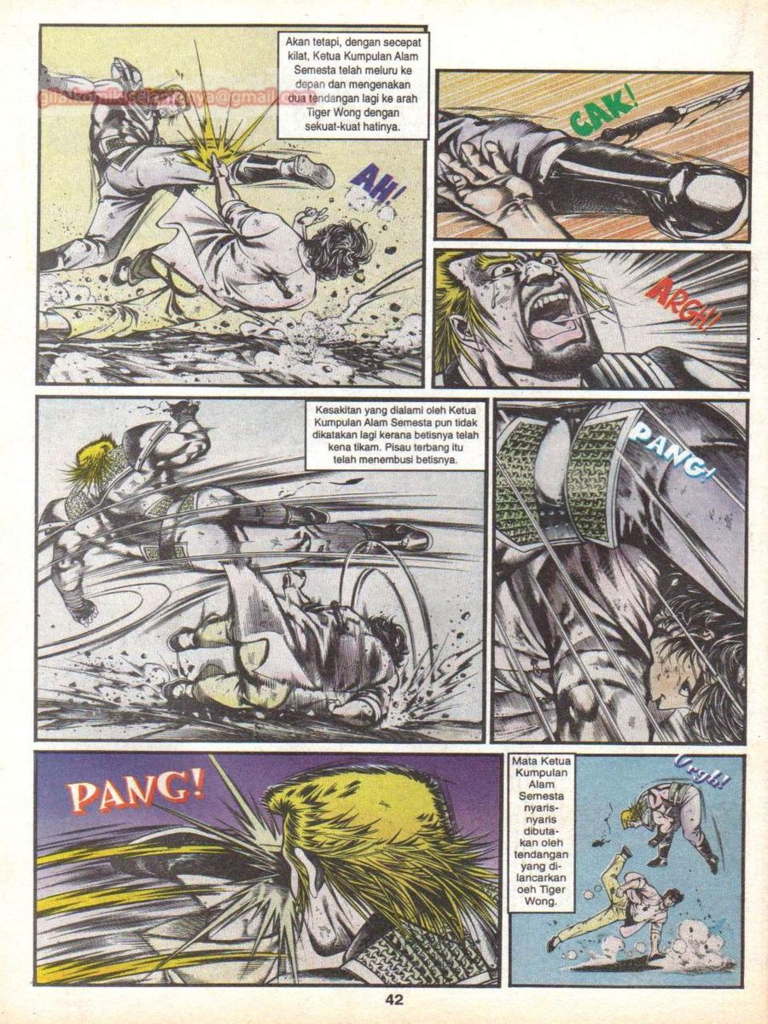 Akan tetapi, dengan secepat
kilat, Ketua Kumpulan Alam
Semesta telah meluru ke
depan dan mengenakan
dua tendangan lagi ke arah
Tiger Wong dengan
sekuat-kuat hatinya.
AH!
CAK!
ARGH!
Kesakitan yang dialami oleh Ketua
Kumpulan Alam Semesta pun tidak
dikatakan lagi kerana betisnya telah
kena tikam. Pisau terbang itu
telah menembusi betisnya.
PANG!
PANG!
Mata Ketua
Kumpulan
Alam
Semesta
nyaris-
nyaris
dibuta-
kan oleh
tendangan
yang di-
lancarkan
oeh Tiger
Wong.
Urgh!
42